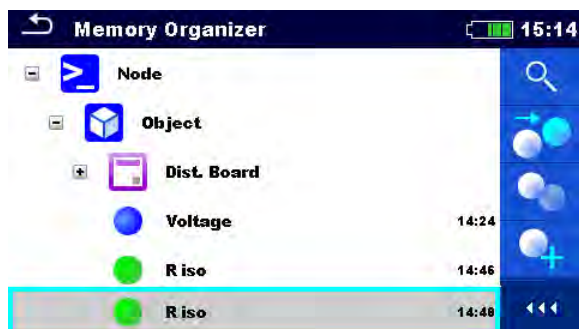 Memory Organizer 15:14
Node
Object
Dist. Board
Voltage 14:24
R iso 14:46
R iso 14:48